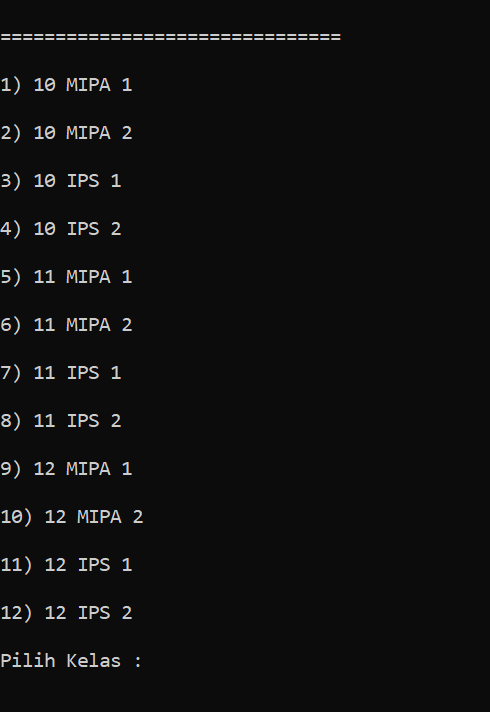 ===============================
1) 10 MIPA 1
2) 10 MIPA 2
3) 10 IPS 1
4) 10 IPS 2
5) 11 MIPA 1
6) 11 MIPA 2
7) 11 IPS 1
8) 11 IPS 2
9) 12 MIPA 1
10) 12 MIPA 2
11) 12 IPS 1
12) 12 IPS 2
Pilih Kelas :